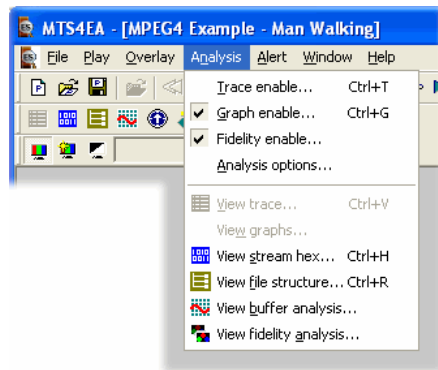 MTS4EA - [MPEG4 Example - Man Walking]
File Play Overlay Analysis Alert Window Help
Trace enable... Ctrl+T
Graph enable... Ctrl+G
Fidelity enable...
Analysis options...
View trace... Ctrl+V
View graphs...
View stream hex... Ctrl+H
View file structure... Ctrl+R
View buffer analysis...
View fidelity analysis...